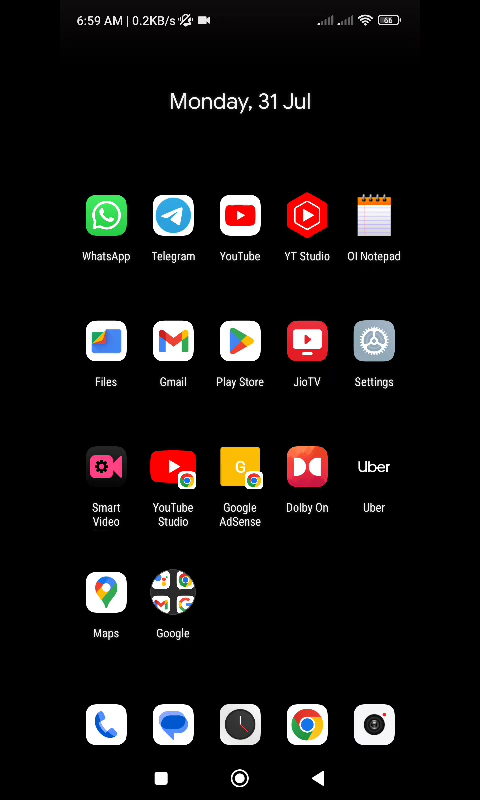 6:59 AM | 0.2KB/s
66
Monday, 31 Jul
WhatsApp
Telegram
YouTube
YT Studio
OI Notepad
Files
Gmail
Play Store
JioTV
Settings
G
Uber
Smart Video
YouTube Studio
Google AdSense
Dolby On
Uber
Maps
Google